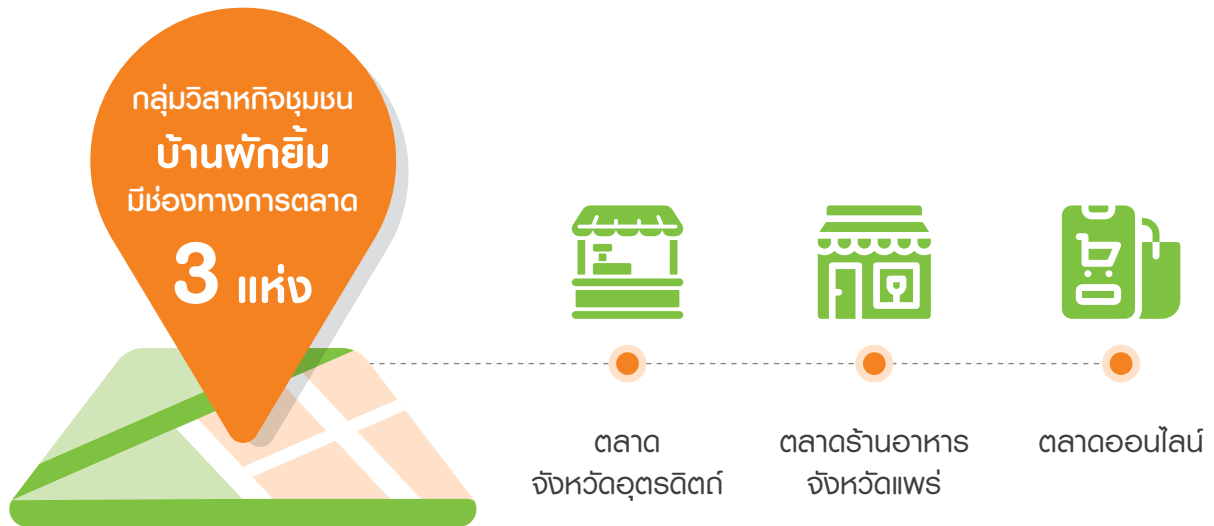 กลุ่มวิสาหกิจชุมชน
บ้านผักยิ้ม
มีช่องทางการตลาด
3 แห่ง
ตลาด
จังหวัดอุตรดิตถ์
ตลาดร้านอาหาร
จังหวัดแพร่
ตลาดออนไลน์